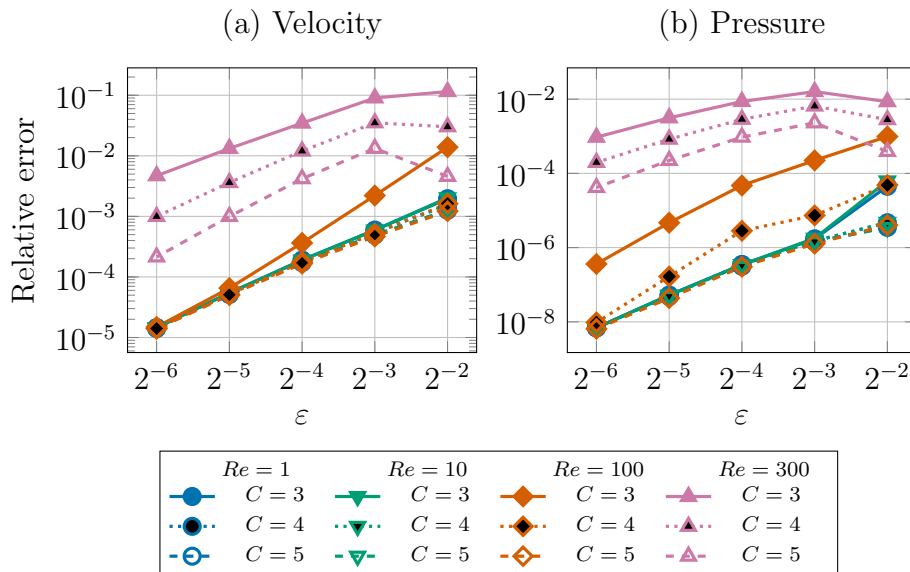 (a) Velocity
(b) Pressure
Relative error
10⁻¹
10⁻²
10⁻³
10⁻⁴
10⁻⁵
10⁻²
10⁻⁴
10⁻⁶
10⁻⁸
2⁻⁶ 2⁻⁵ 2⁻⁴ 2⁻³ 2⁻²
2⁻⁶ 2⁻⁵ 2⁻⁴ 2⁻³ 2⁻²
ε
ε
Re = 1 Re = 10 Re = 100 Re = 300
C = 3 C = 3 C = 3 C = 3
C = 4 C = 4 C = 4 C = 4
C = 5 C = 5 C = 5 C = 5